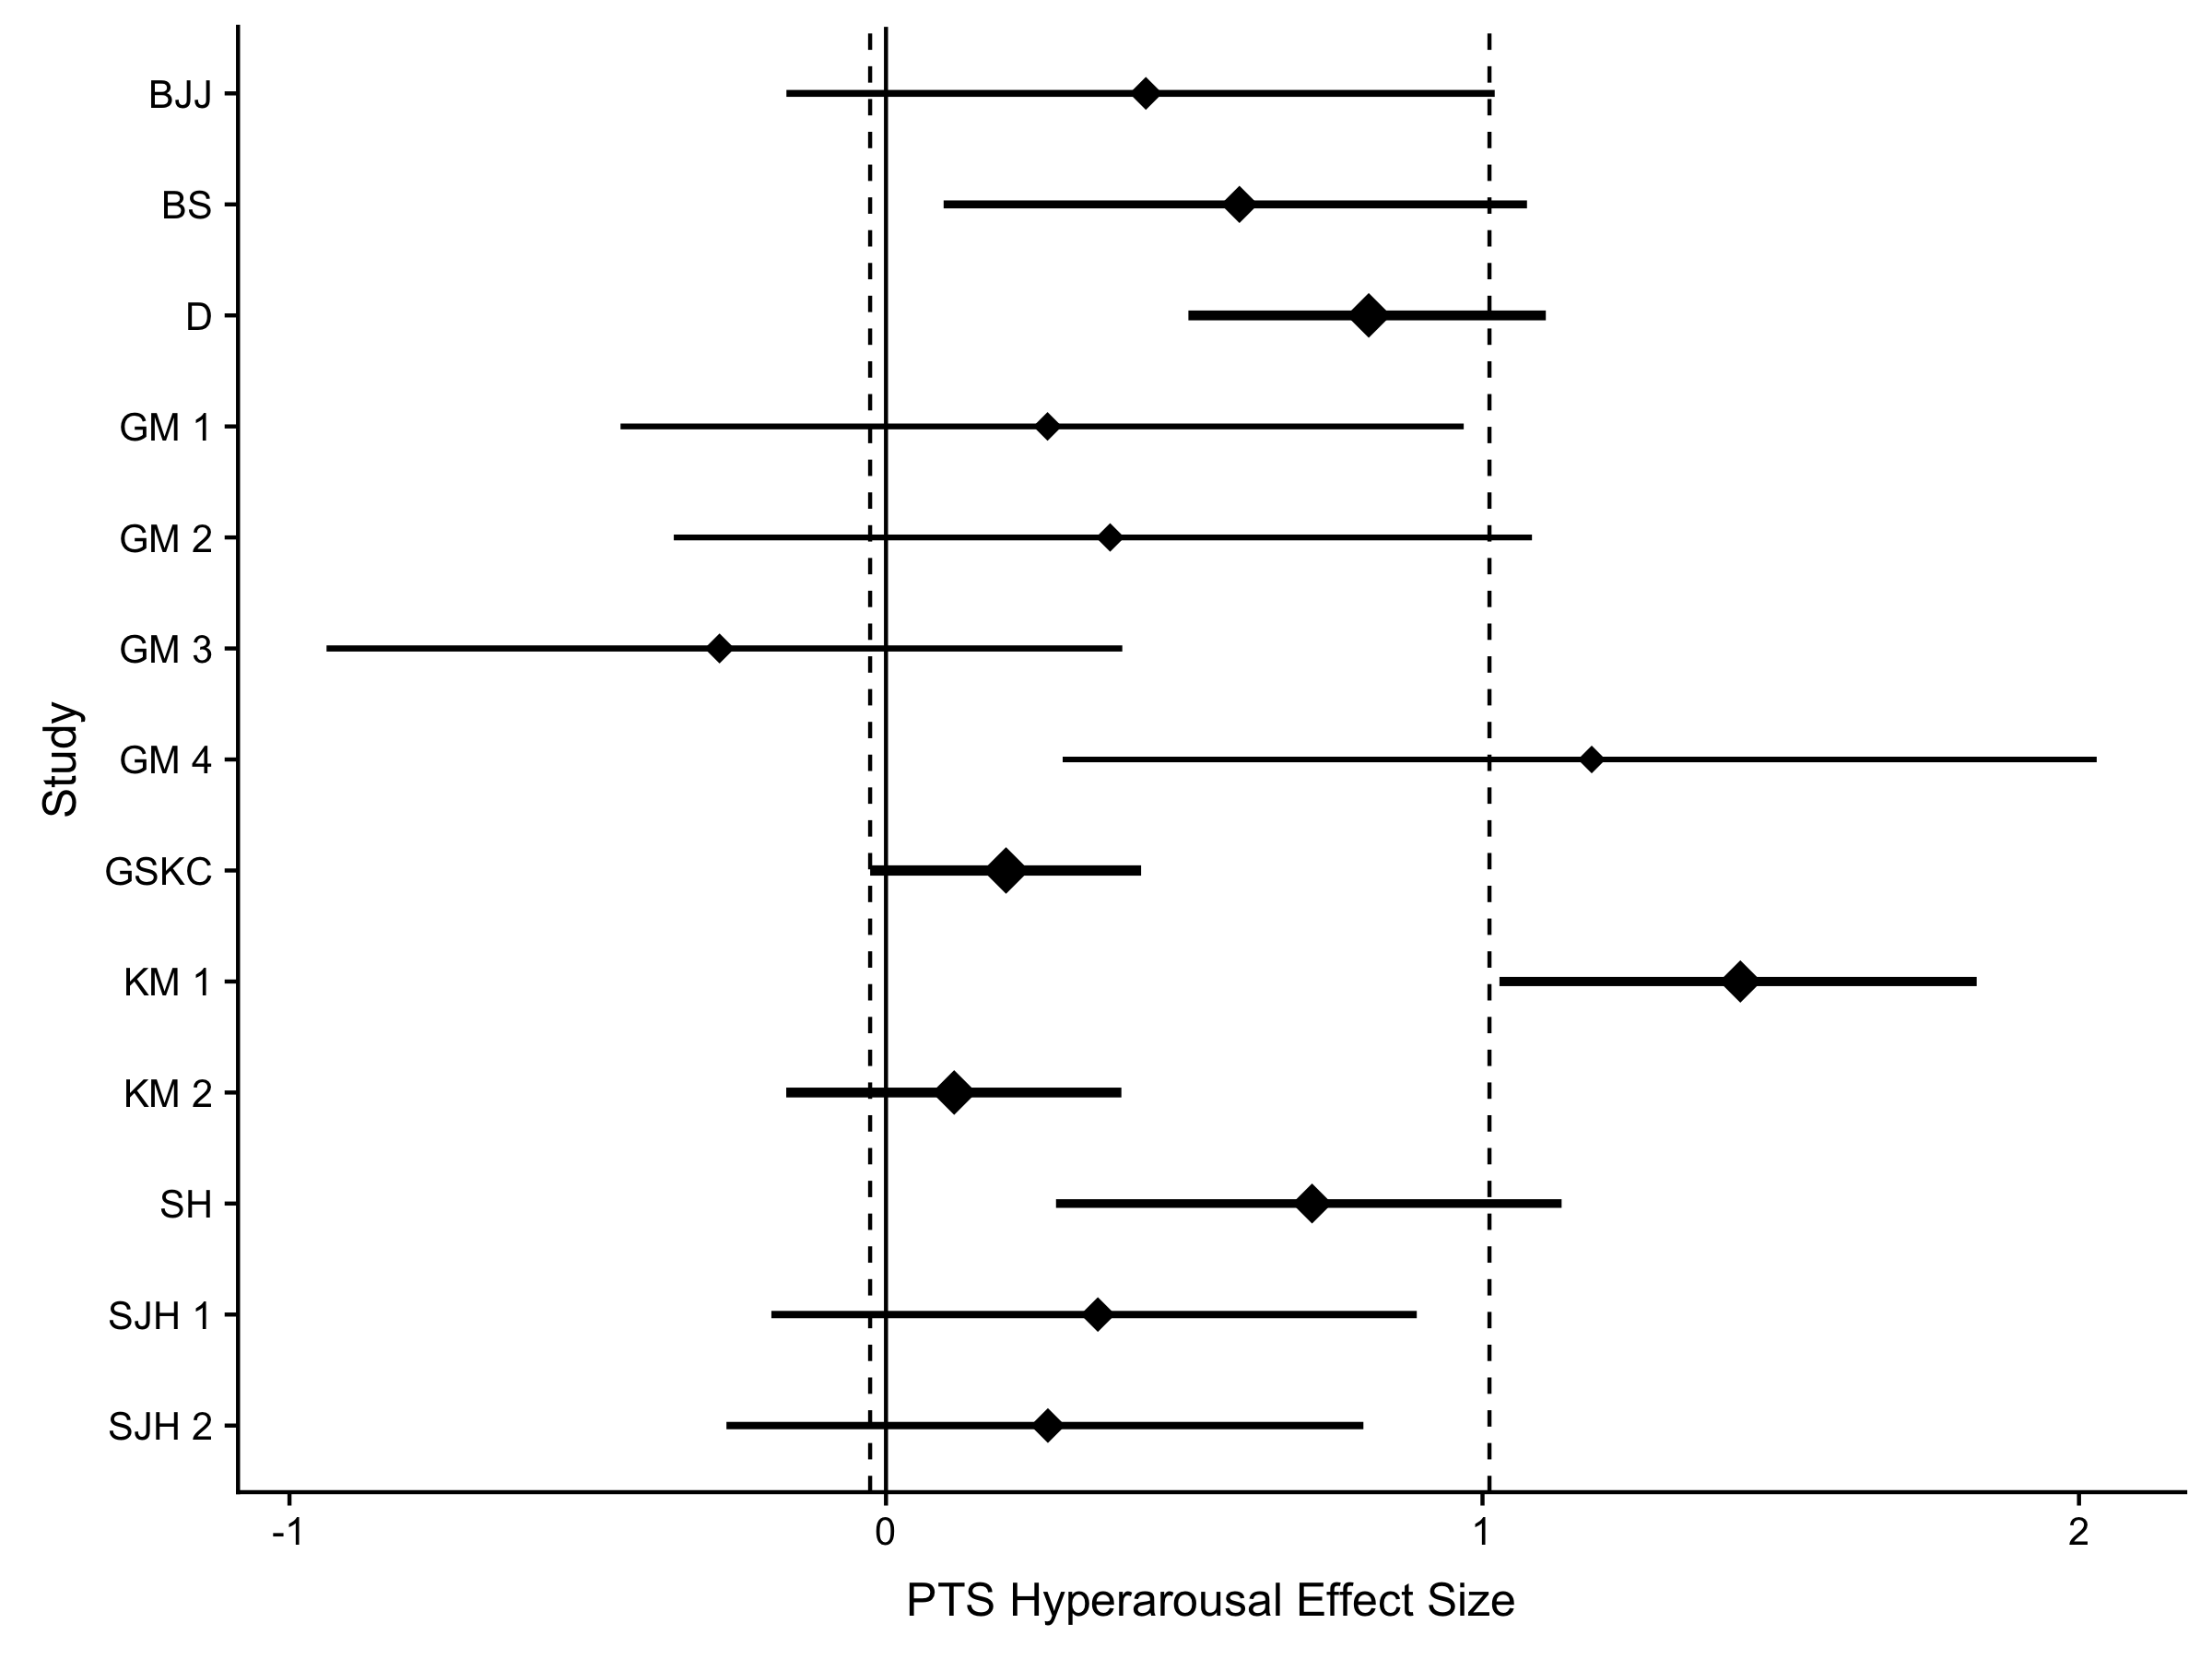 BJJ
BS
D
GM 1
GM 2
GM 3
GM 4
GSKC
KM 1
KM 2
SH
SJH 1
SJH 2
Study
-1 0 1 2
PTS Hyperarousal Effect Size